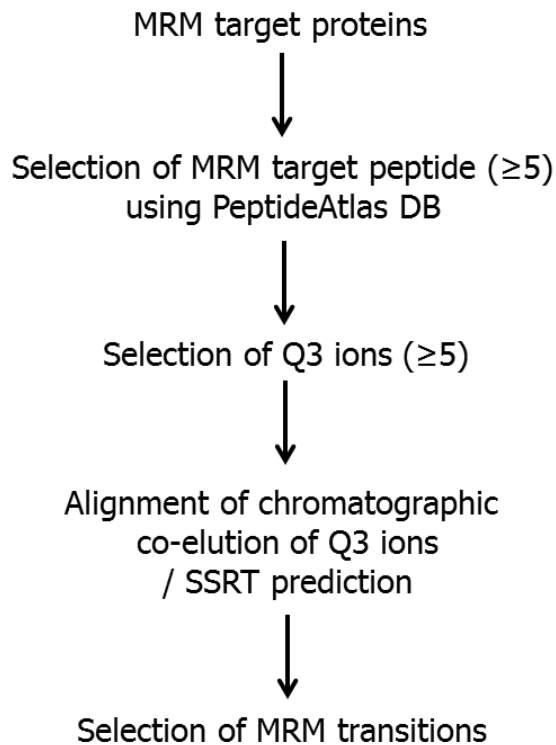 MRM target proteins
Selection of MRM target peptide (≥5)
using PeptideAtlas DB
Selection of Q3 ions (≥5)
Alignment of chromatographic
co-elution of Q3 ions
/ SSRT prediction
Selection of MRM transitions